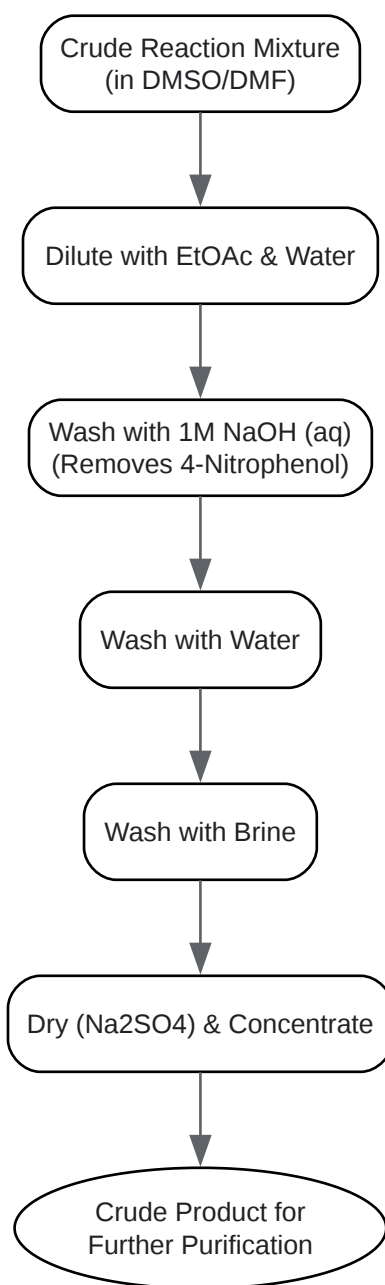 Crude Reaction Mixture
(in DMSO/DMF)
Dilute with EtOAc & Water
Wash with 1M NaOH (aq)
(Removes 4-Nitrophenol)
Wash with Water
Wash with Brine
Dry (Na2SO4) & Concentrate
Crude Product for
Further Purification